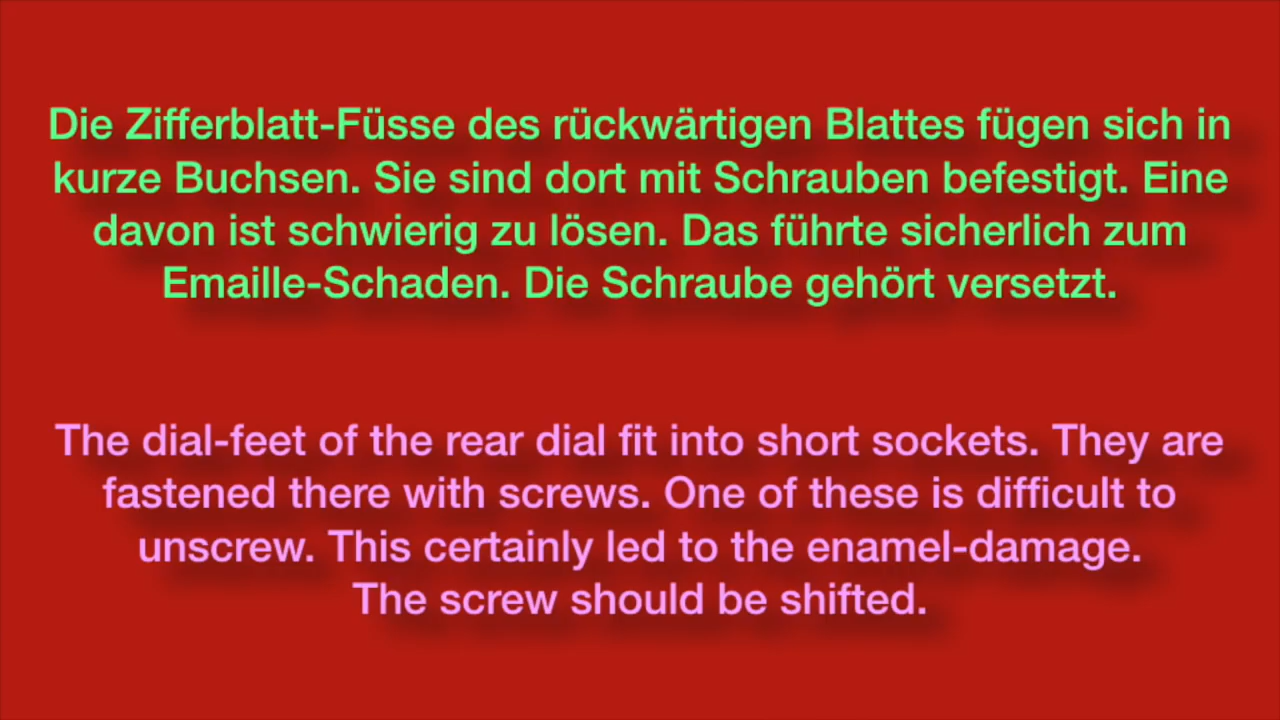 Die Zifferblatt-Füsse des rückwärtigen Blattes fügen sich in
kurze Buchsen. Sie sind dort mit Schrauben befestigt. Eine
davon ist schwierig zu lösen. Das führte sicherlich zum
Emaille-Schaden. Die Schraube gehört versetzt.
The dial-feet of the rear dial fit into short sockets. They are
fastened there with screws. One of these is difficult to
unscrew. This certainly led to the enamel-damage.
The screw should be shifted.